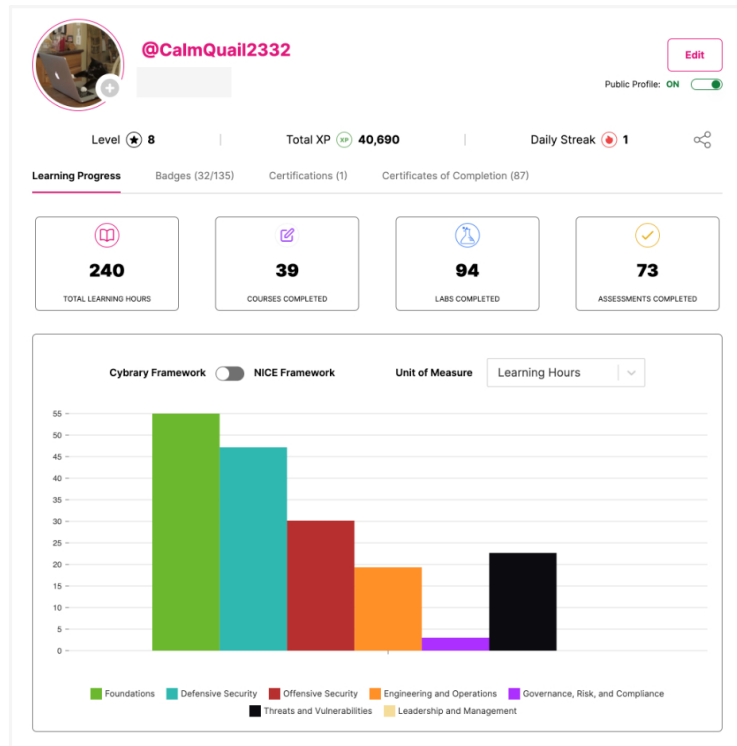 @CalmQuail2332
Edit
Public Profile: ON
Level 8 Total XP XP 40,690 Daily Streak 1
Learning Progress Badges (32/135) Certifications (1) Certificates of Completion (87)
240 39 94 73
TOTAL LEARNING HOURS COURSES COMPLETED LABS COMPLETED ASSESSMENTS COMPLETED
Cybrary Framework NICE Framework Unit of Measure Learning Hours
55
50
45
40
35
30
25
20
15
10
5
0
Foundations Defensive Security Offensive Security Engineering and Operations Governance, Risk, and Compliance
Threats and Vulnerabilities Leadership and Management